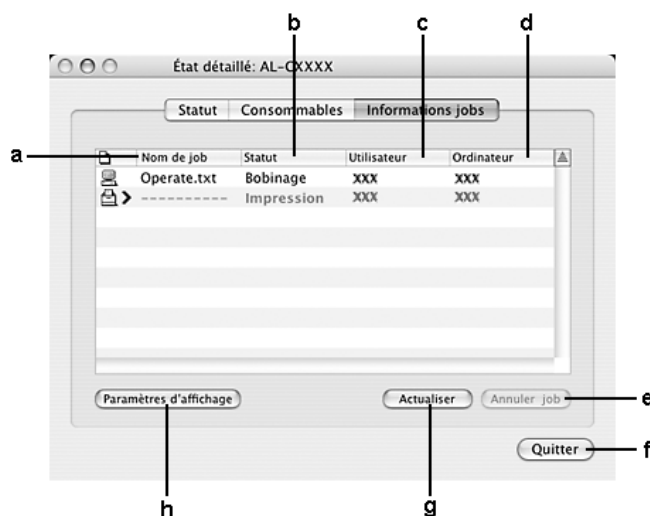 b c d
État détaillé: AL-CXXXX
Statut Consommables Informations jobs
a
Nom de job Statut Utilisateur Ordinateur
Operate.txt Bobinage XXX XXX
---------- Impression XXX XXX
Paramètres d'affichage Actualiser Annuler job e
Quitter f
h g